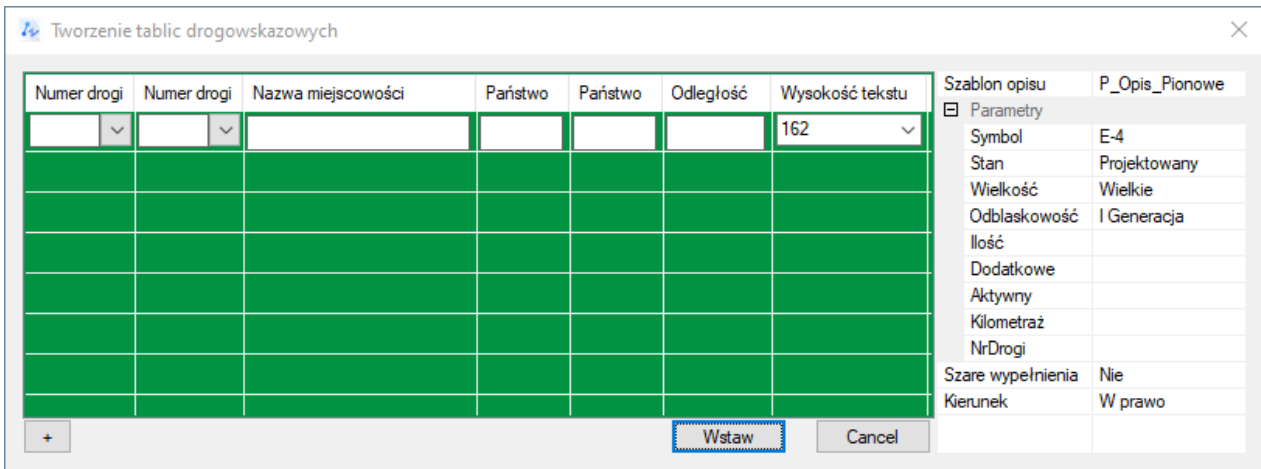 Tworzenie tablic drogowskazowych
Numer drogi Numer drogi Nazwa miejscowości Państwo Państwo Odległość Wysokość tekstu
162
Szablon opisu P_Opis_Pionowe
Parametry
Symbol E-4
Stan Projektowany
Wielkość Wielkie
Odblaskowość I Generacja
Ilość
Dodatkowe
Aktywny
Kilometraż
NrDrogi
Szare wypełnienia Nie
Kierunek W prawo
+ Wstaw Cancel